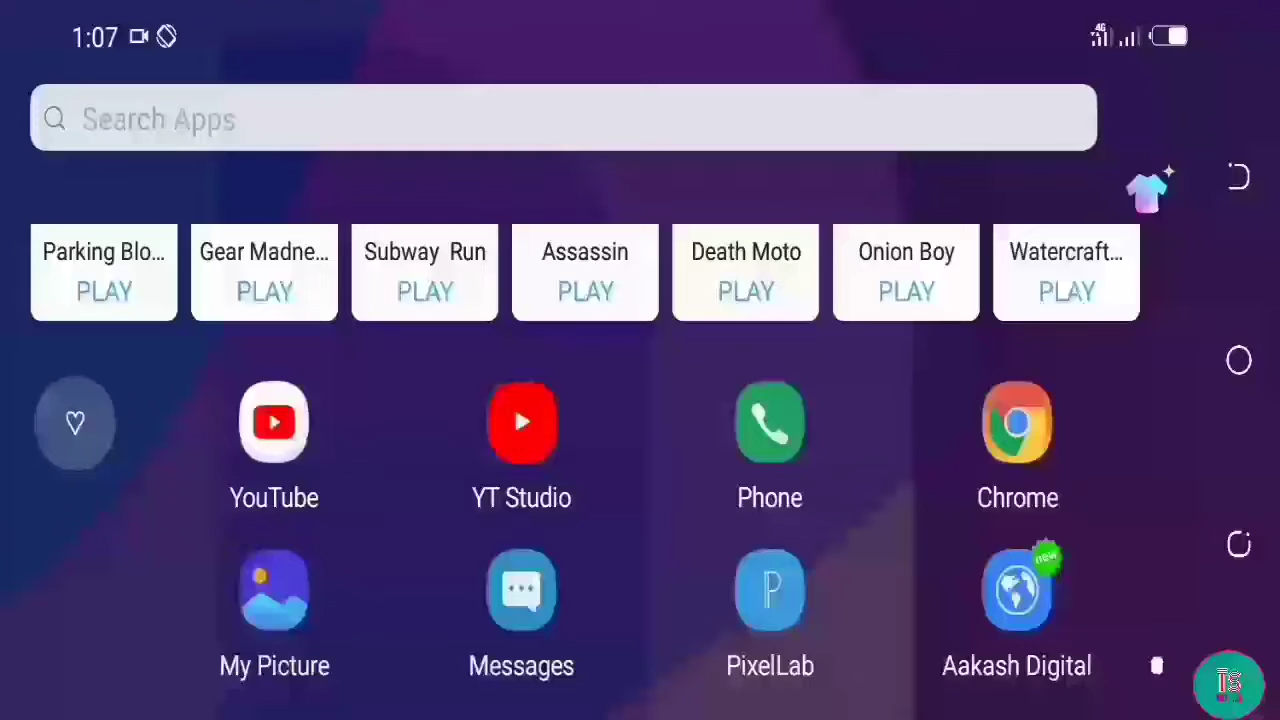 1:07
4G
Search Apps
Parking Blo... Gear Madne... Subway Run Assassin Death Moto Onion Boy Watercraft...
PLAY PLAY PLAY PLAY PLAY PLAY PLAY
YouTube YT Studio Phone Chrome
new
My Picture Messages PixelLab Aakash Digital